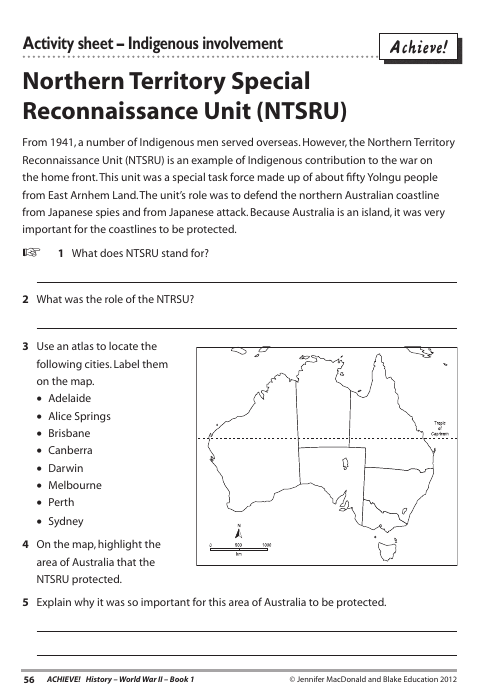 Activity sheet – Indigenous involvement
Achieve!
Northern Territory Special
Reconnaissance Unit (NTSRU)
From 1941, a number of Indigenous men served overseas. However, the Northern Territory
Reconnaissance Unit (NTSRU) is an example of Indigenous contribution to the war on
the home front. This unit was a special task force made up of about fifty Yolngu people
from East Arnhem Land. The unit's role was to defend the northern Australian coastline
from Japanese spies and from Japanese attack. Because Australia is an island, it was very
important for the coastlines to be protected.
1 What does NTSRU stand for?
2 What was the role of the NTRSU?
3 Use an atlas to locate the
following cities. Label them
on the map.
• Adelaide
• Alice Springs
• Brisbane
• Canberra
• Darwin
• Melbourne
• Perth
• Sydney
Tropic
of
Capricorn
N
0 500 1000
km
4 On the map, highlight the
area of Australia that the
NTSRU protected.
5 Explain why it was so important for this area of Australia to be protected.
56 ACHIEVE! History – World War II – Book 1
© Jennifer MacDonald and Blake Education 2012